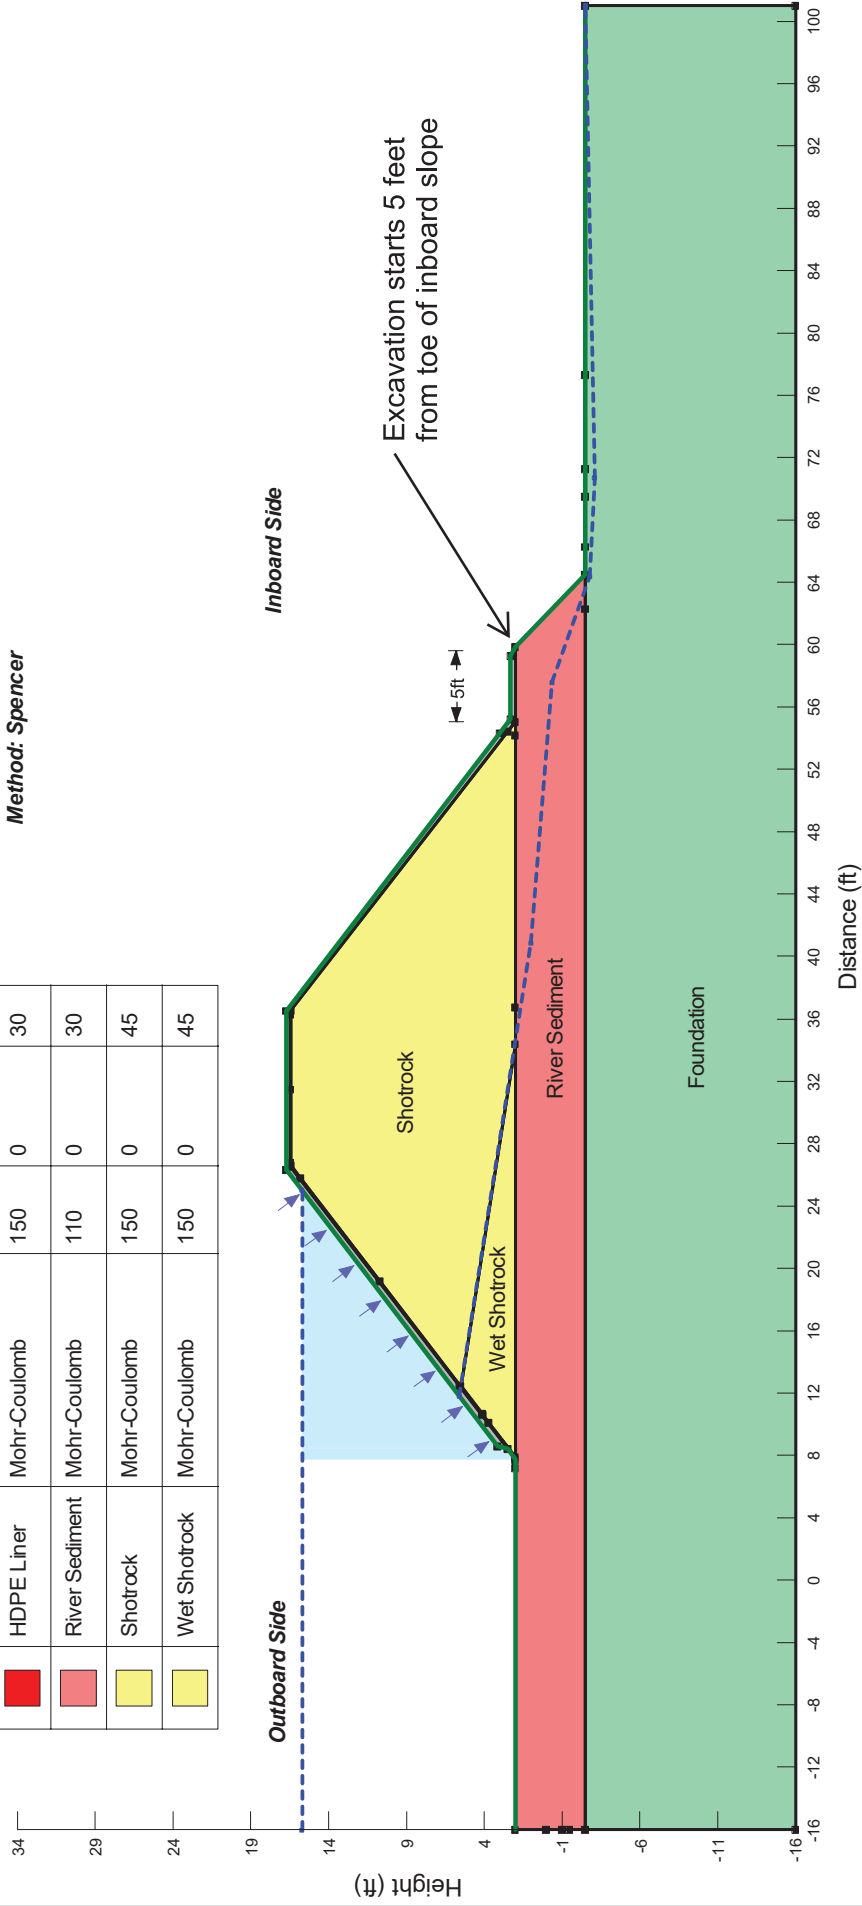 Method: Spencer
HDPE Liner Mohr-Coulomb 150 0 30
River Sediment Mohr-Coulomb 110 0 30
Shotrock Mohr-Coulomb 150 0 45
Wet Shotrock Mohr-Coulomb 150 0 45
Outboard Side
Inboard Side
Excavation starts 5 feet
from toe of inboard slope
5ft
Shotrock
Wet Shotrock
River Sediment
Foundation
Height (ft)
34
29
24
19
14
9
4
-1
-6
-11
-16
-16 -12 -8 -4 0 4 8 12 16 20 24 28 32 36 40 44 48 52 56 60 64 68 72 76 80 84 88 92 96 100
Distance (ft)